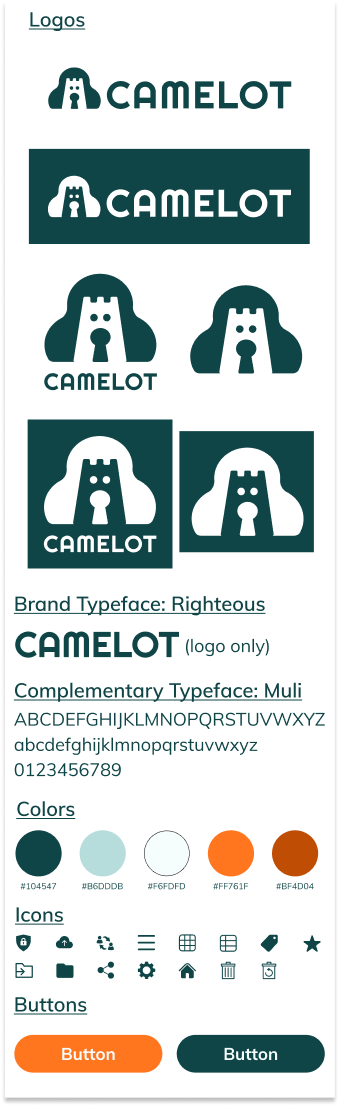 Logos
CAMELOT
CAMELOT
CAMELOT
CAMELOT
Brand Typeface: Righteous
CAMELOT (logo only)
Complementary Typeface: Muli
ABCDEFGHIJKLMNOPQRSTUVWXYZ
abcdefghijklmnopqrstuvwxyz
0123456789
Colors
#104547 #B6DDDB #F6FDFD #FF761F #BF4D04
Icons
Buttons
Button Button